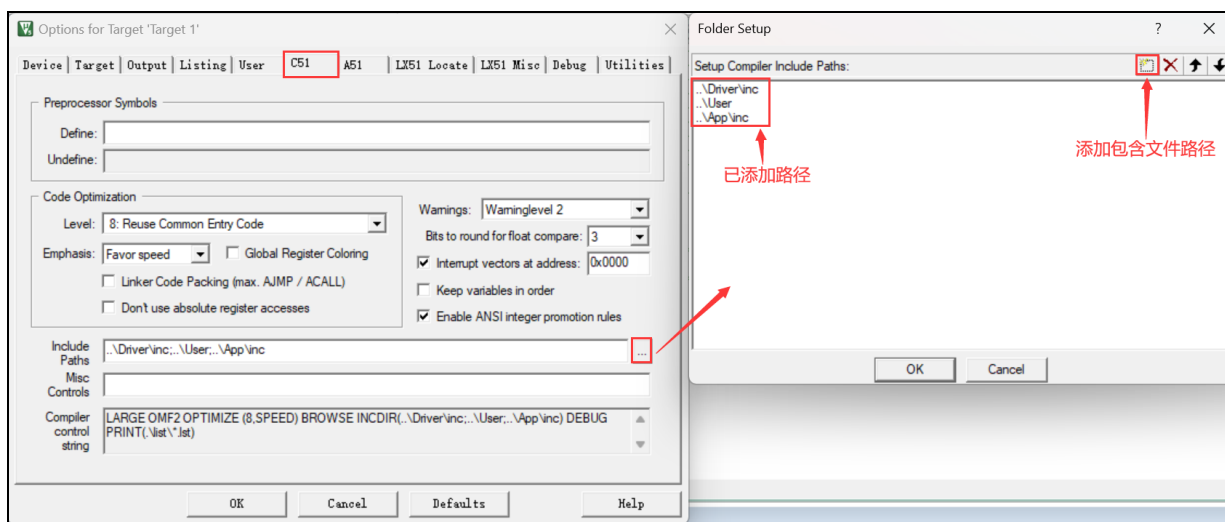 Options for Target 'Target 1'
Device Target Output Listing User C51 A51 LX51 Locate LX51 Misc Debug Utilities
Preprocessor Symbols
Define:
Undefine:
Code Optimization
Level: 8: Reuse Common Entry Code
Emphasis: Favor speed Global Register Coloring
Linker Code Packing (max. AJMP / ACALL)
Don't use absolute register accesses
Warnings: Warninglevel 2
Bits to round for float compare: 3
Interrupt vectors at address: 0x0000
Keep variables in order
Enable ANSI integer promotion rules
Include Paths ..\Driver\inc;..\User;..\App\inc ...
Misc Controls
Compiler control string
LARGE OMF2 OPTIMIZE (8,SPEED) BROWSE INCDIR(..\Driver\inc;..\User;..\App\inc) DEBUG
PRINT(.\list\*.lst)
OK Cancel Defaults Help
Folder Setup ?
Setup Compiler Include Paths:
..\Driver\inc
..\User
..\App\inc
已添加路径
添加包含文件路径
OK Cancel